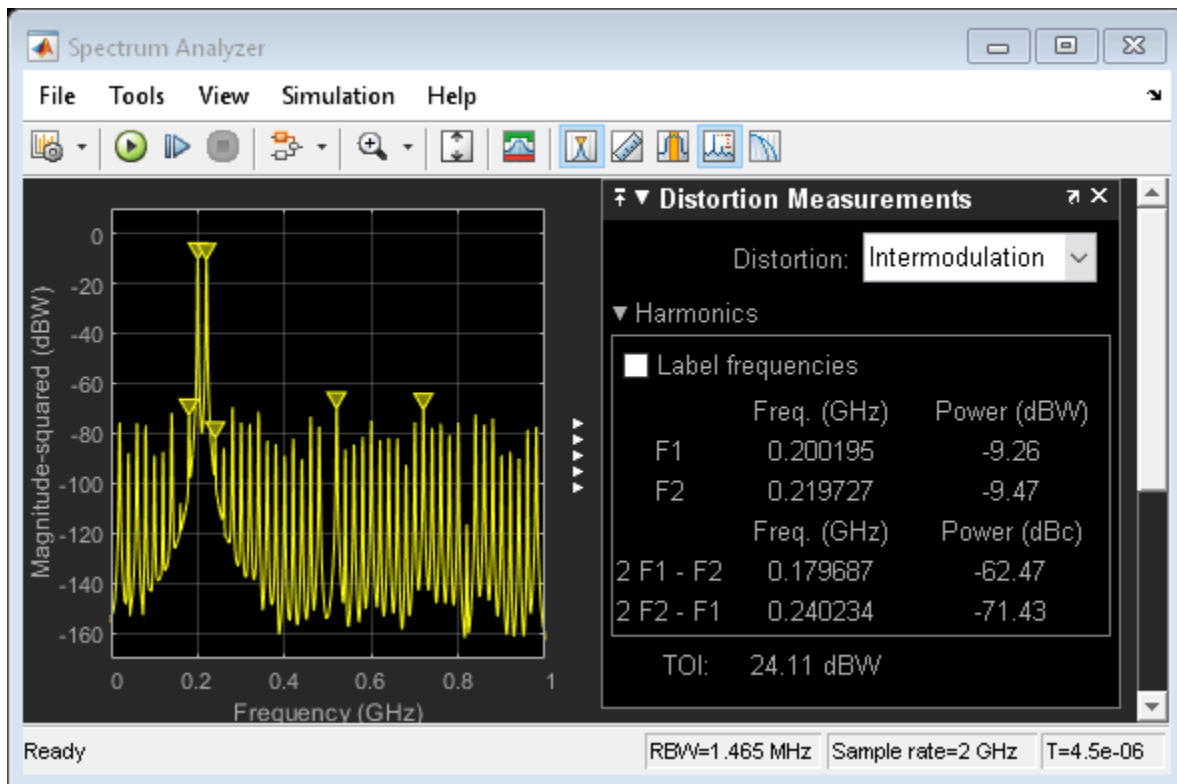 Spectrum Analyzer
File Tools View Simulation Help
Distortion Measurements
Distortion: Intermodulation
Harmonics
Label frequencies
Freq. (GHz) Power (dBW)
F1 0.200195 -9.26
F2 0.219727 -9.47
Freq. (GHz) Power (dBc)
2 F1 - F2 0.179687 -62.47
2 F2 - F1 0.240234 -71.43
TOI: 24.11 dBW
Magnitude-squared (dBW)
0
-20
-40
-60
-80
-100
-120
-140
-160
0 0.2 0.4 0.6 0.8 1
Frequency (GHz)
Ready RBW=1.465 MHz Sample rate=2 GHz T=4.5e-06